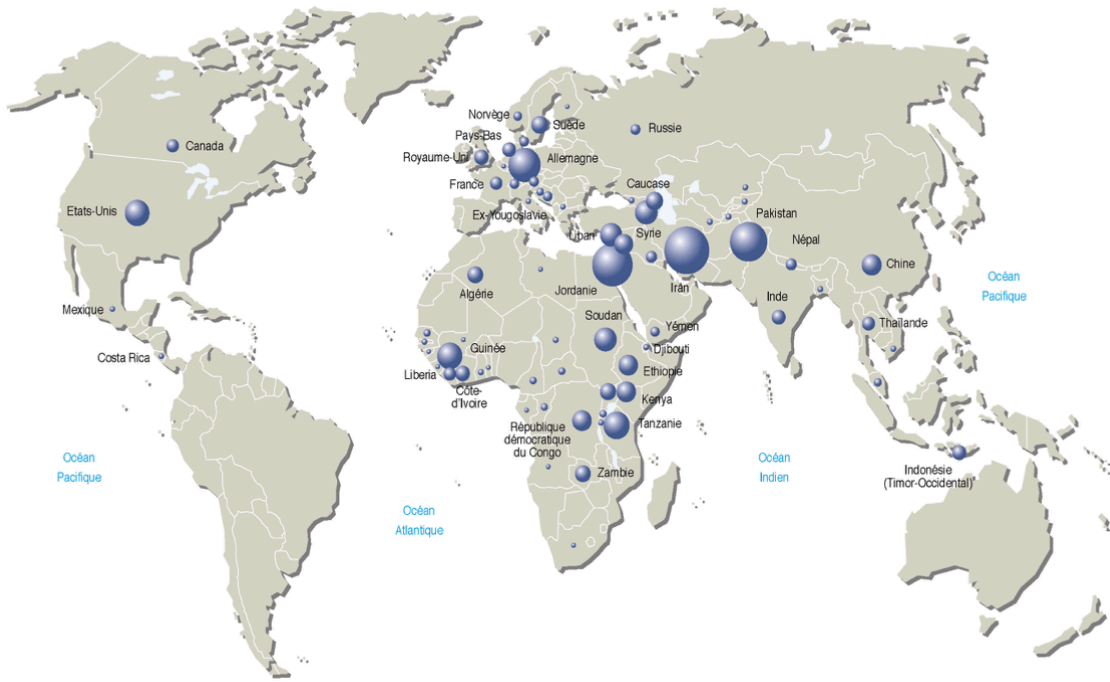 Norvège
Suède
Russie
Pays-Bas
Canada
Royaume-Uni
Allemagne
France
Caucase
Etats-Unis
Ex-Yougoslavie
Pakistan
Liban
Syrie
Népal
Chine
Océan
Pacifique
Algérie
Jordanie
Irán
Inde
Mexique
Soudan
Yémen
Thaïlande
Costa Rica
Guinée
Djibouti
Liberia
Ethiopie
Côte-
d'Ivoire
Kenya
République
démocratique
du Congo
Tanzanie
Océan
Pacifique
Océan
Indien
Zambie
Indonésie
(Timor-Occidental)
Océan
Atlantique